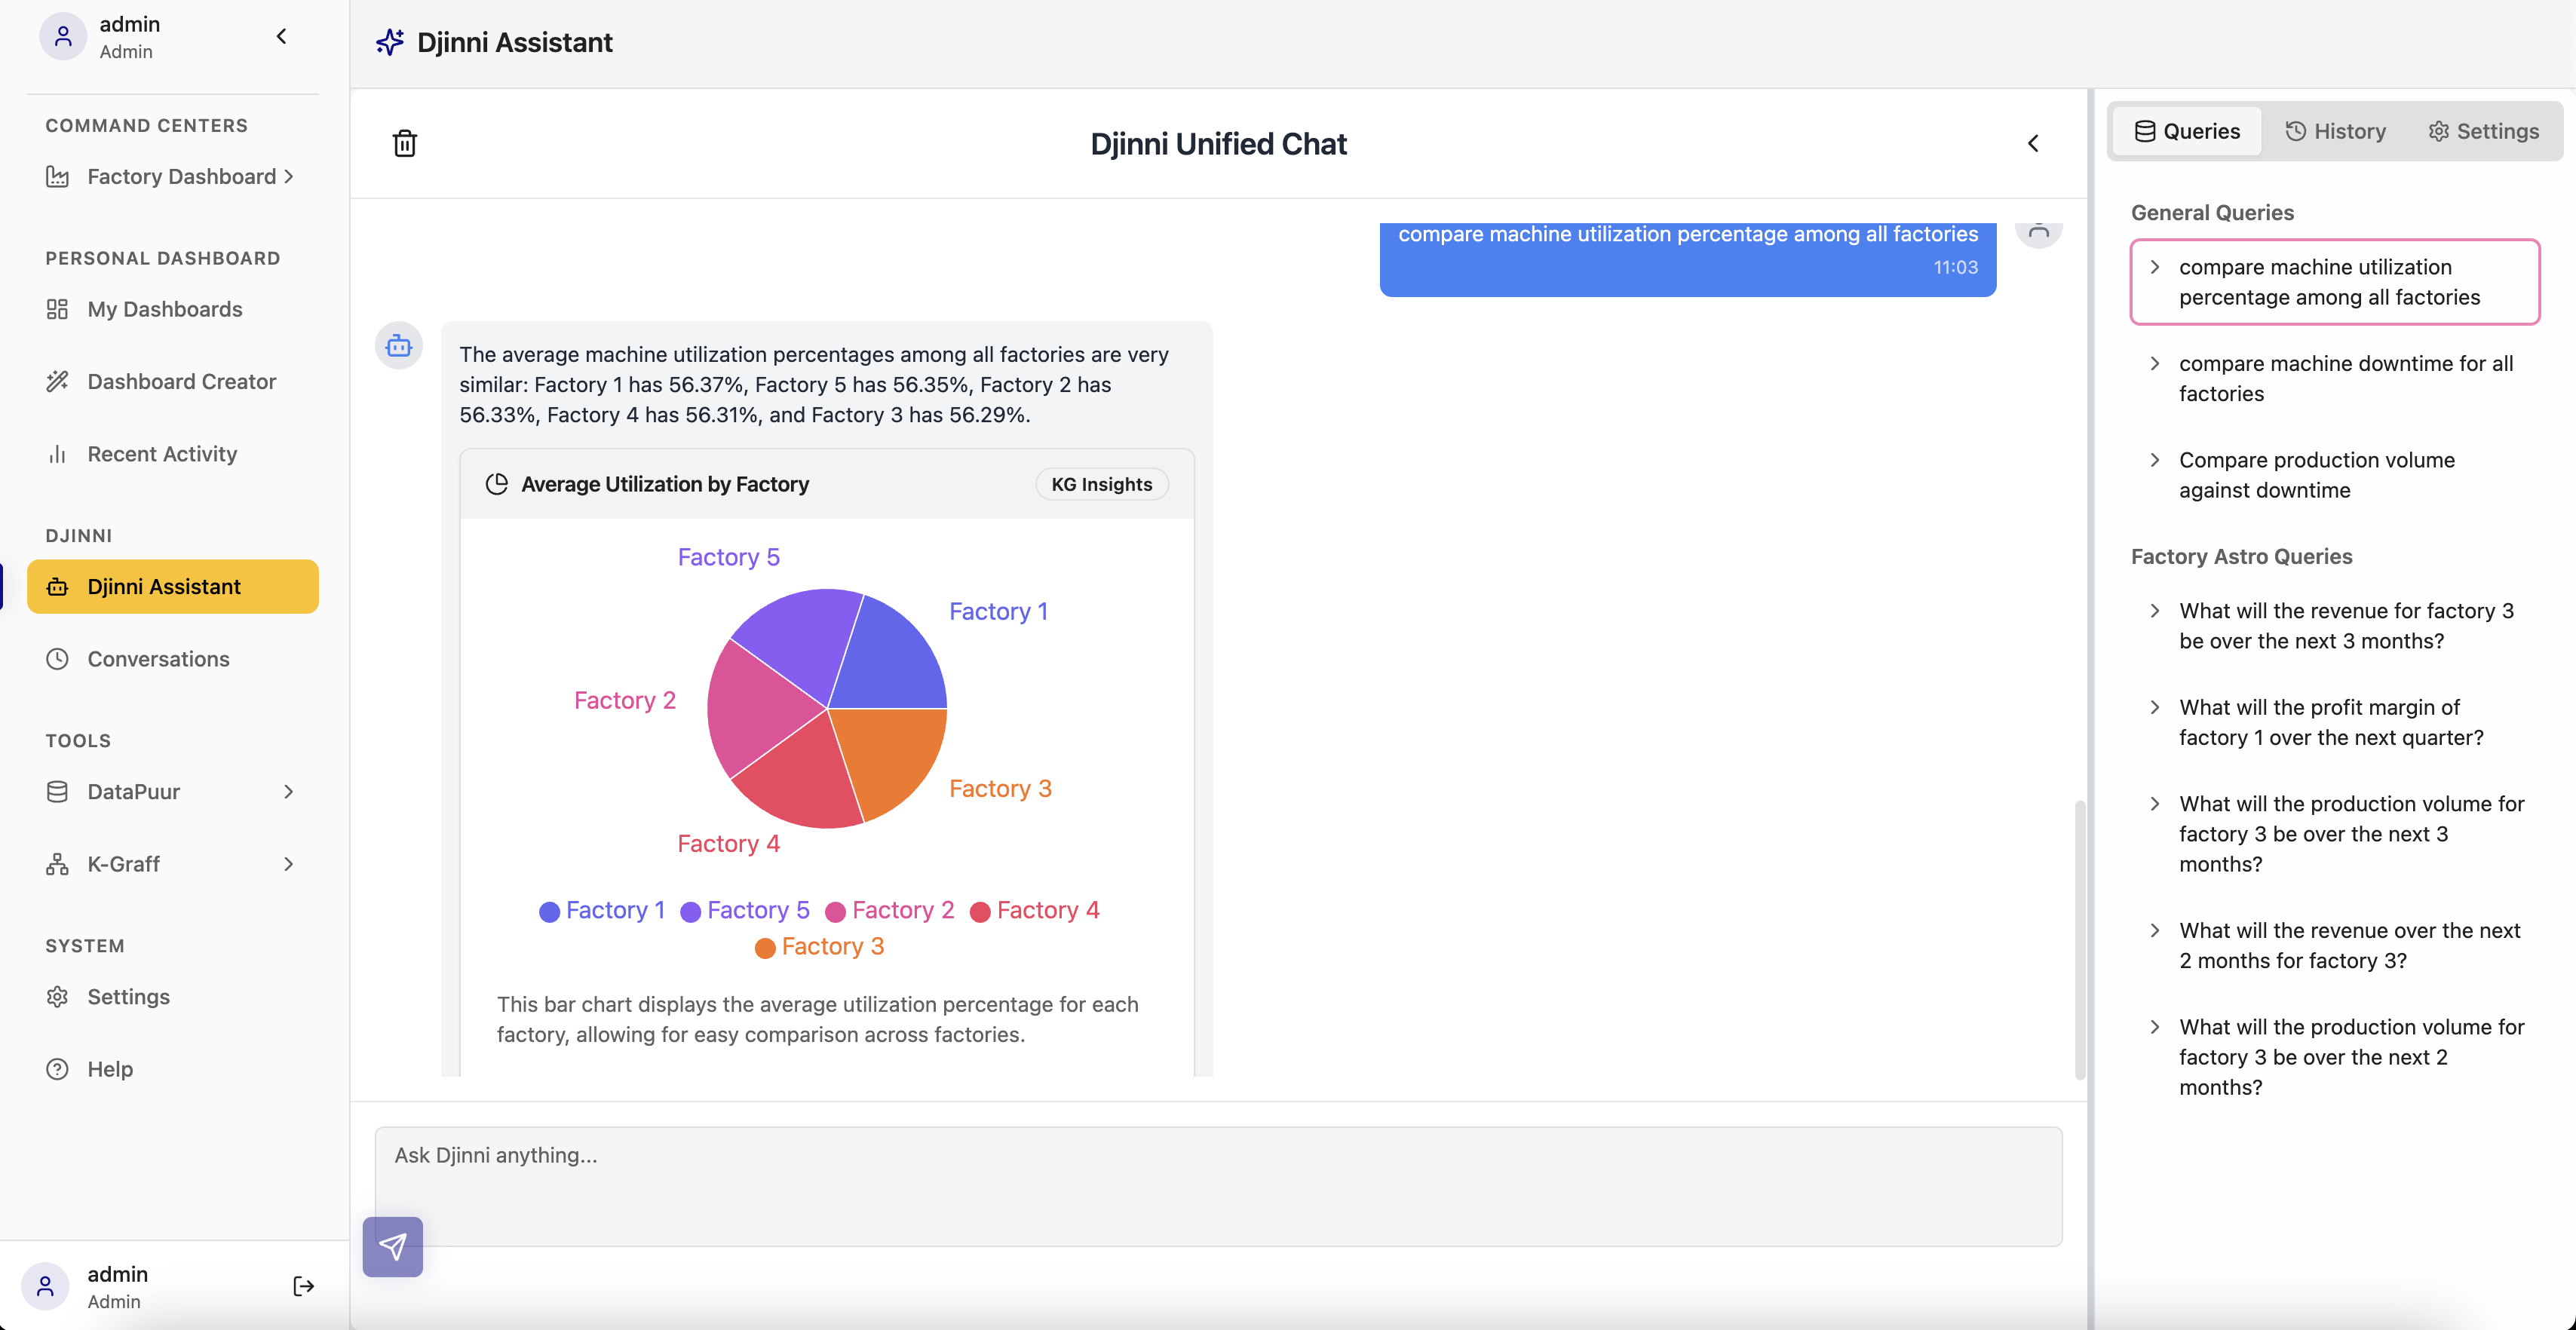 admin
Admin
COMMAND CENTERS
Factory Dashboard
PERSONAL DASHBOARD
My Dashboards
Dashboard Creator
Recent Activity
DJINNI
Djinni Assistant
Conversations
TOOLS
DataPuur
K-Graff
SYSTEM
Settings
Help
admin
Admin
Djinni Assistant
Djinni Unified Chat
compare machine utilization percentage among all factories
11:03
The average machine utilization percentages among all factories are very
similar: Factory 1 has 56.37%, Factory 5 has 56.35%, Factory 2 has
56.33%, Factory 4 has 56.31%, and Factory 3 has 56.29%.
Average Utilization by Factory
KG Insights
Factory 5
Factory 1
Factory 2
Factory 3
Factory 4
Factory 1 Factory 5 Factory 2 Factory 4
Factory 3
This bar chart displays the average utilization percentage for each
factory, allowing for easy comparison across factories.
Ask Djinni anything...
Queries History Settings
General Queries
compare machine utilization
percentage among all factories
compare machine downtime for all
factories
Compare production volume
against downtime
Factory Astro Queries
What will the revenue for factory 3
be over the next 3 months?
What will the profit margin of
factory 1 over the next quarter?
What will the production volume for
factory 3 be over the next 3
months?
What will the revenue over the next
2 months for factory 3?
What will the production volume for
factory 3 be over the next 2
months?